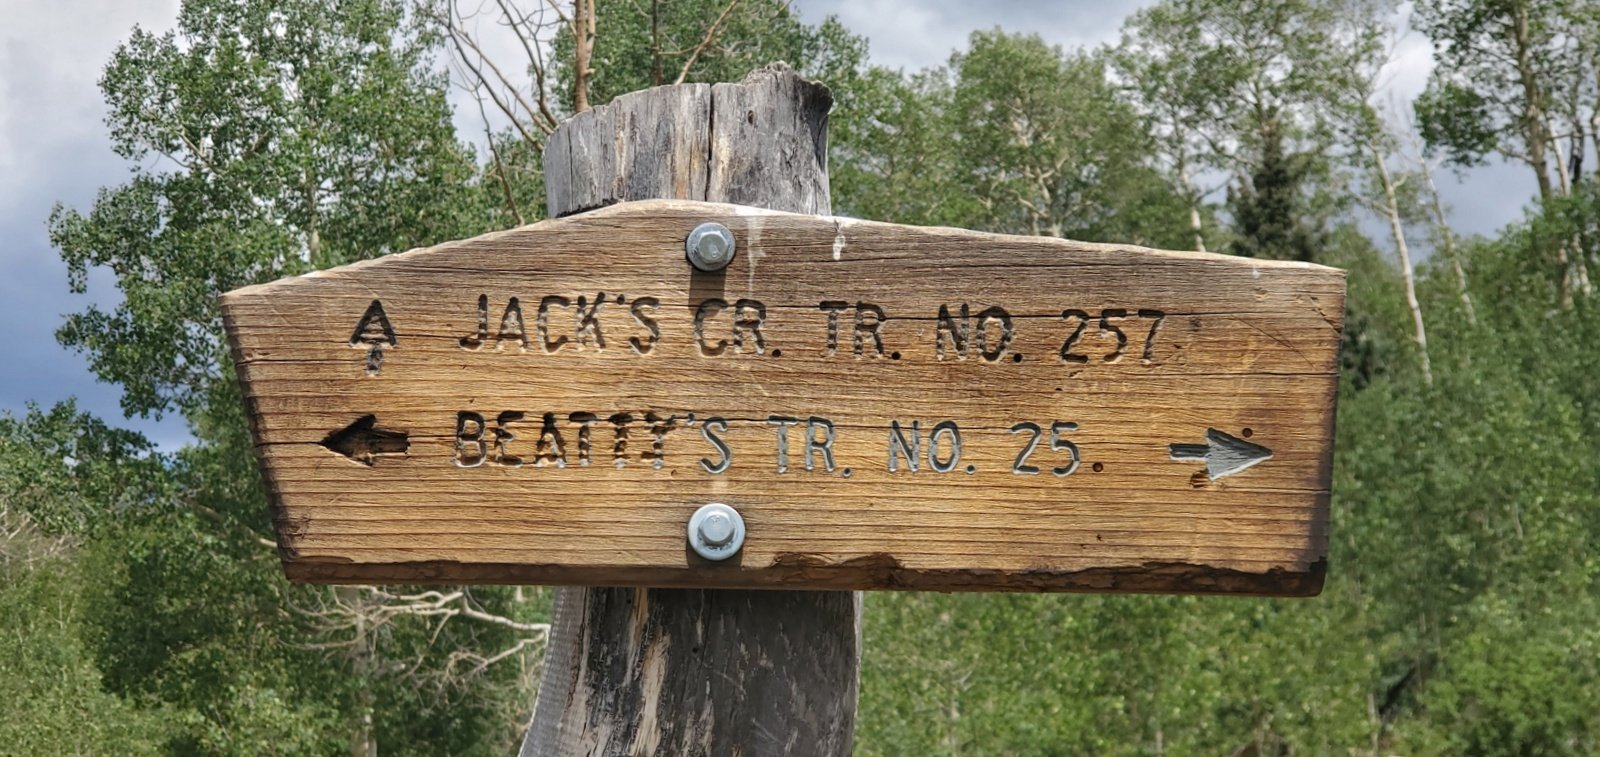 JACK'S CR. TR. NO. 257
BEATTY'S TR. NO. 25.